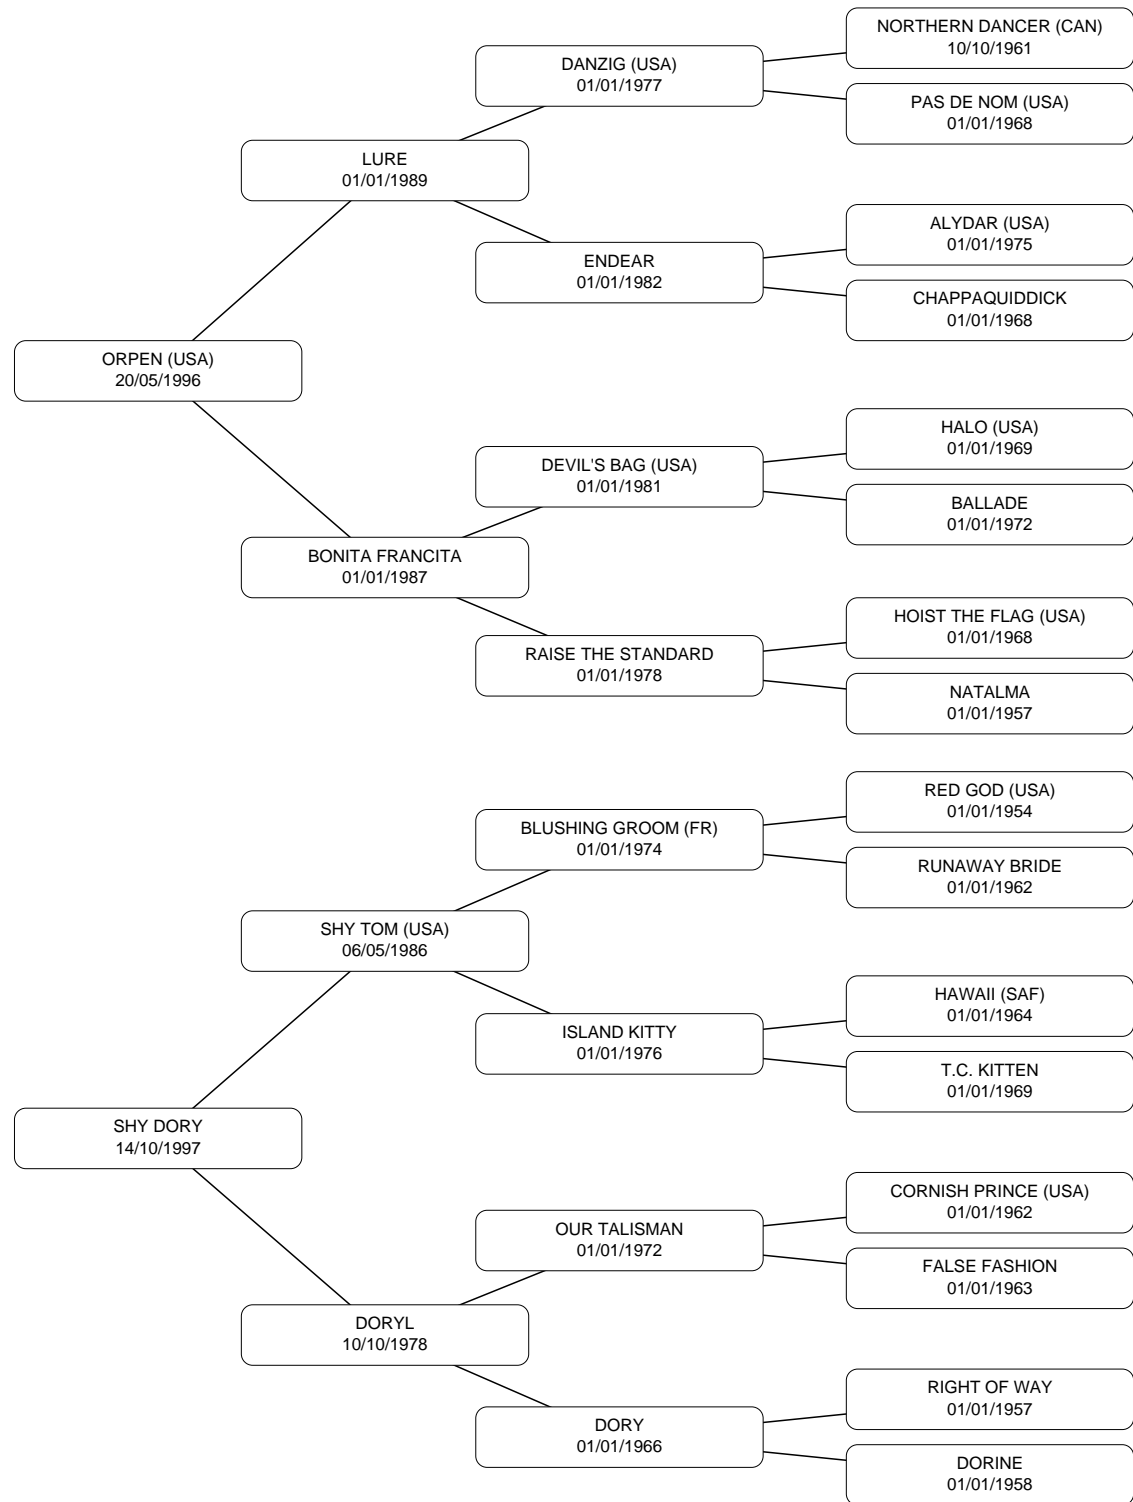 NORTHERN DANCER (CAN)
10/10/1961
DANZIG (USA)
01/01/1977
PAS DE NOM (USA)
01/01/1968
LURE
01/01/1989
ALYDAR (USA)
01/01/1975
ENDEAR
01/01/1982
CHAPPAQUIDDICK
01/01/1968
ORPEN (USA)
20/05/1996
HALO (USA)
01/01/1969
DEVIL'S BAG (USA)
01/01/1981
BALLADE
01/01/1972
BONITA FRANCITA
01/01/1987
HOIST THE FLAG (USA)
01/01/1968
RAISE THE STANDARD
01/01/1978
NATALMA
01/01/1957
RED GOD (USA)
01/01/1954
BLUSHING GROOM (FR)
01/01/1974
RUNAWAY BRIDE
01/01/1962
SHY TOM (USA)
06/05/1986
HAWAII (SAF)
01/01/1964
ISLAND KITTY
01/01/1976
T.C. KITTEN
01/01/1969
SHY DORY
14/10/1997
CORNISH PRINCE (USA)
01/01/1962
OUR TALISMAN
01/01/1972
FALSE FASHION
01/01/1963
DORYL
10/10/1978
RIGHT OF WAY
01/01/1957
DORY
01/01/1966
DORINE
01/01/1958